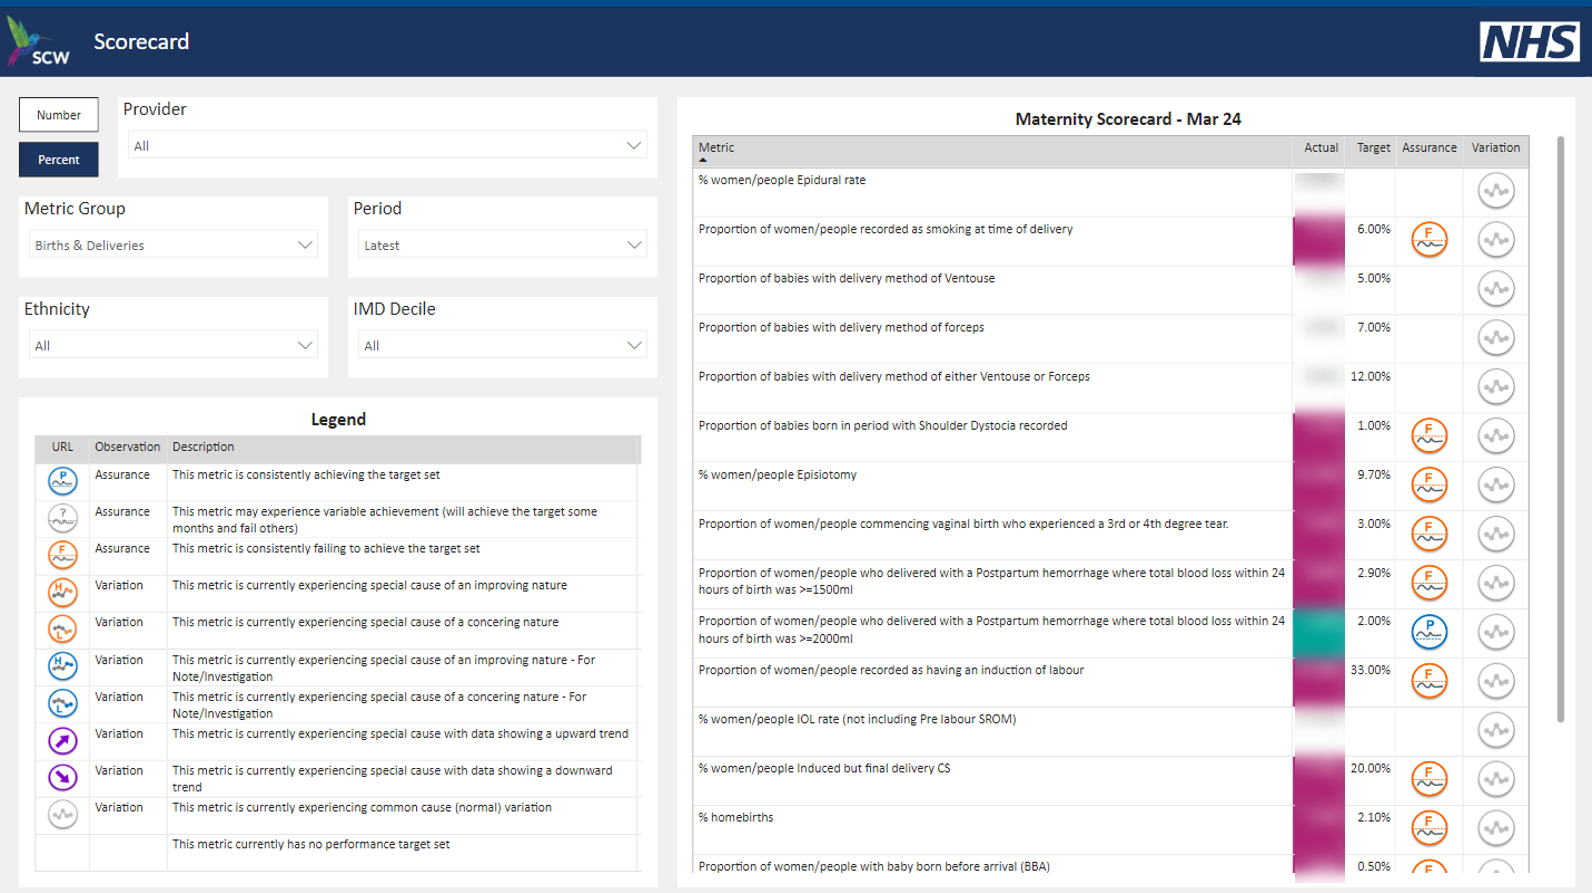 SCW
Scorecard
NHS
Number
Percent
Provider
All
Metric Group
Births & Deliveries
Period
Latest
Ethnicity
All
IMD Decile
All
Legend
URL Observation Description
P Assurance This metric is consistently achieving the target set
? Assurance This metric may experience variable achievement (will achieve the target some
months and fail others)
F Assurance This metric is consistently failing to achieve the target set
H Variation This metric is currently experiencing special cause of an improving nature
L Variation This metric is currently experiencing special cause of a concering nature
H Variation This metric is currently experiencing special cause of an improving nature - For
Note/Investigation
L Variation This metric is currently experiencing special cause of a concering nature - For
Note/Investigation
Variation This metric is currently experiencing special cause with data showing a upward trend
Variation This metric is currently experiencing special cause with data showing a downward
trend
Variation This metric is currently experiencing common cause (normal) variation
This metric currently has no performance target set
Maternity Scorecard - Mar 24
Metric Actual Target Assurance Variation
% women/people Epidural rate
Proportion of women/people recorded as smoking at time of delivery 6.00% F
Proportion of babies with delivery method of Ventouse 5.00%
Proportion of babies with delivery method of forceps 7.00%
Proportion of babies with delivery method of either Ventouse or Forceps 12.00%
Proportion of babies born in period with Shoulder Dystocia recorded 1.00% F
% women/people Episiotomy 9.70% F
Proportion of women/people commencing vaginal birth who experienced a 3rd or 4th degree tear. 3.00% F
Proportion of women/people who delivered with a Postpartum hemorrhage where total blood loss within 24 2.90% F
hours of birth was >=1500ml
Proportion of women/people who delivered with a Postpartum hemorrhage where total blood loss within 24 2.00% P
hours of birth was >=2000ml
Proportion of women/people recorded as having an induction of labour 33.00% F
% women/people IOL rate (not including Pre labour SROM)
% women/people Induced but final delivery CS 20.00% F
% homebirths 2.10% F
Proportion of women/people with baby born before arrival (BBA) 0.50% F